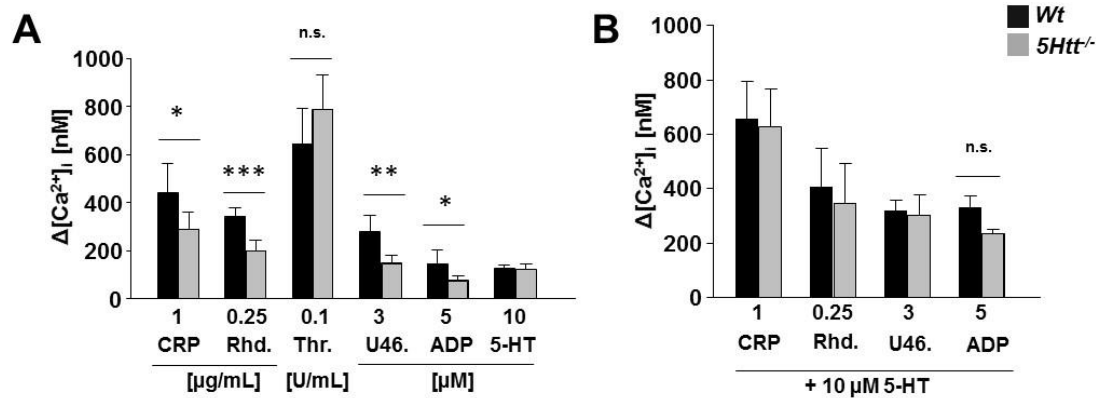 A
n.s.
1000
800
600
400
200
0
Δ[Ca²⁺]ᵢ [nM]
*
***
**
*
1 0.25 0.1 3 5 10
CRP Rhd. Thr. U46. ADP 5-HT
[µg/mL] [U/mL] [µM]
B
Wt
5Htt⁻/⁻
1000
800
600
400
200
0
Δ[Ca²⁺]ᵢ [nM]
n.s.
1 0.25 3 5
CRP Rhd. U46. ADP
+ 10 µM 5-HT